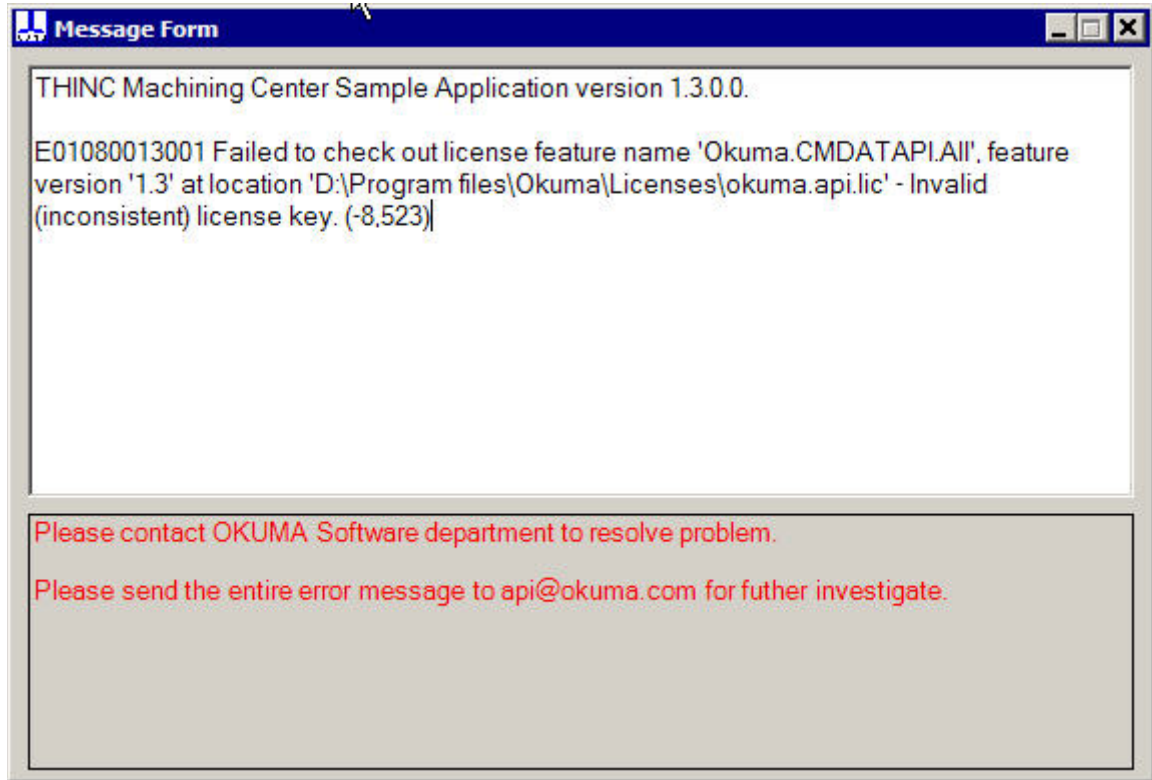 Message Form
THINC Machining Center Sample Application version 1.3.0.0.
E01080013001 Failed to check out license feature name 'Okuma.CMDATAPI.All', feature
version '1.3' at location 'D:\Program files\Okuma\Licenses\okuma.api.lic' - Invalid
(inconsistent) license key. (-8,523)
Please contact OKUMA Software department to resolve problem.
Please send the entire error message to api@okuma.com for futher investigate.